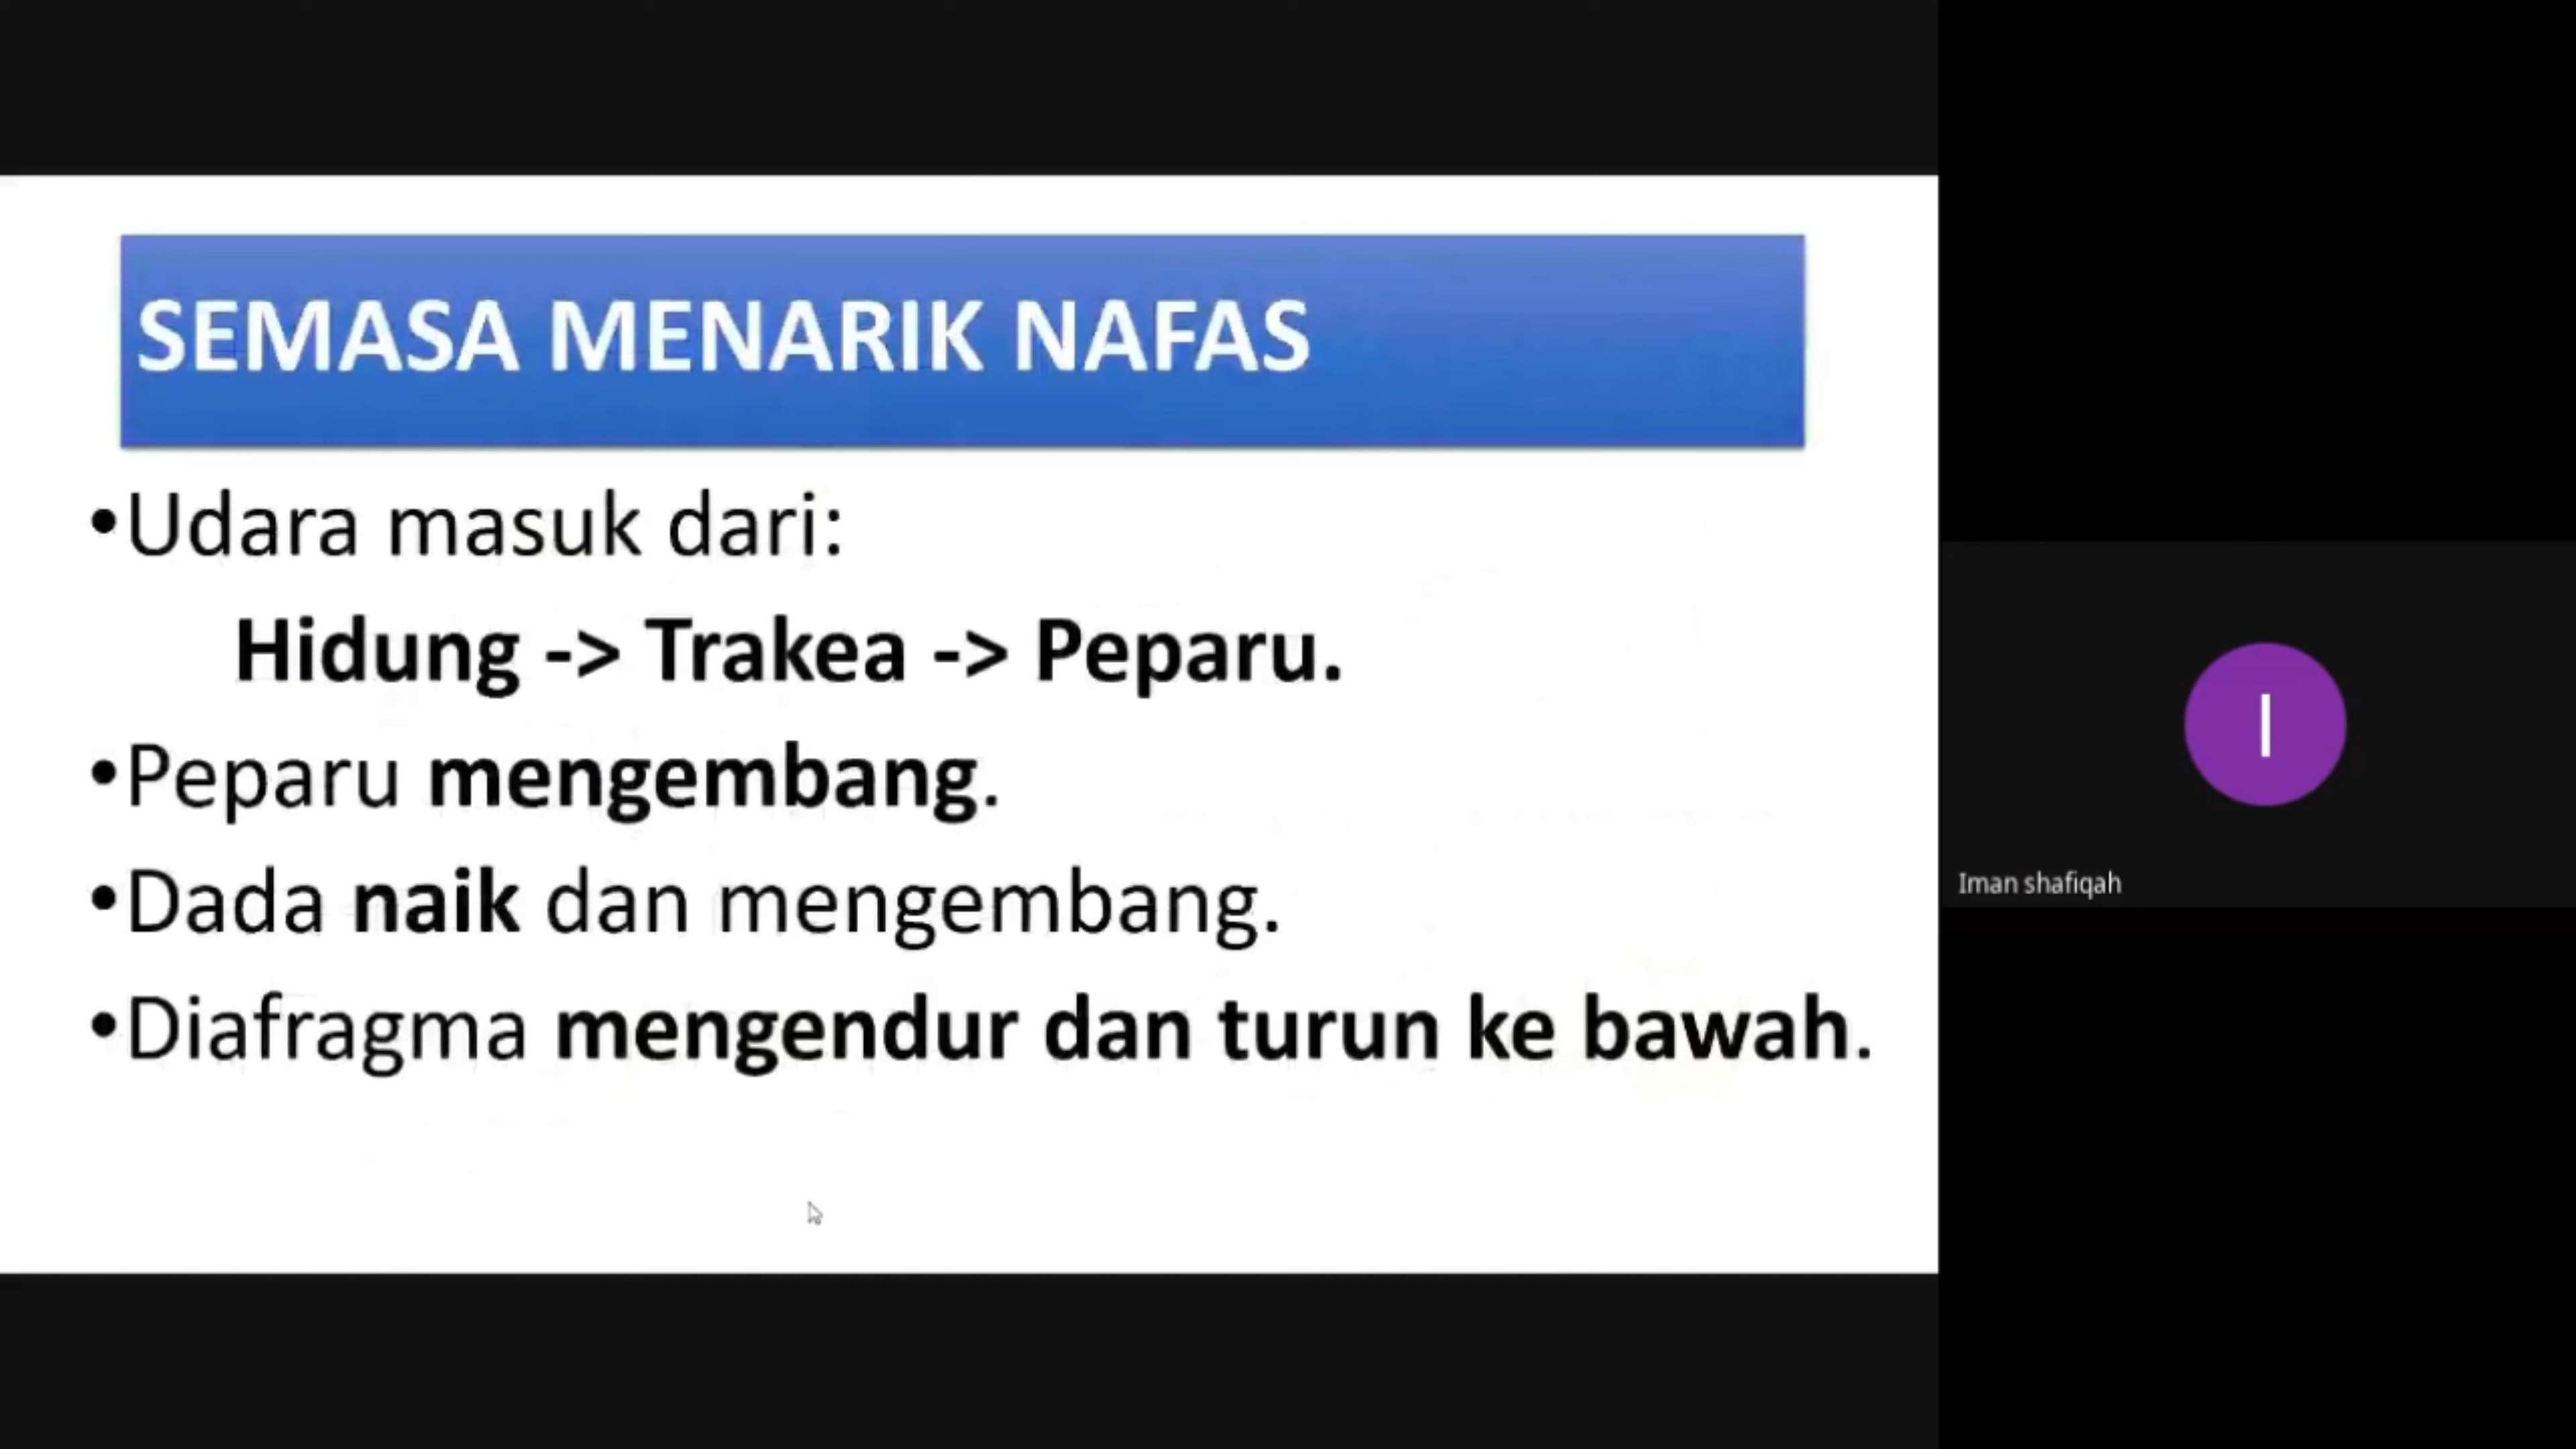 SEMASA MENARIK NAFAS
•Udara masuk dari:
Hidung -> Trakea -> Peparu.
•Peparu mengembang.
•Dada naik dan mengembang.
•Diafragma mengendur dan turun ke bawah.
I
Iman shafiqah